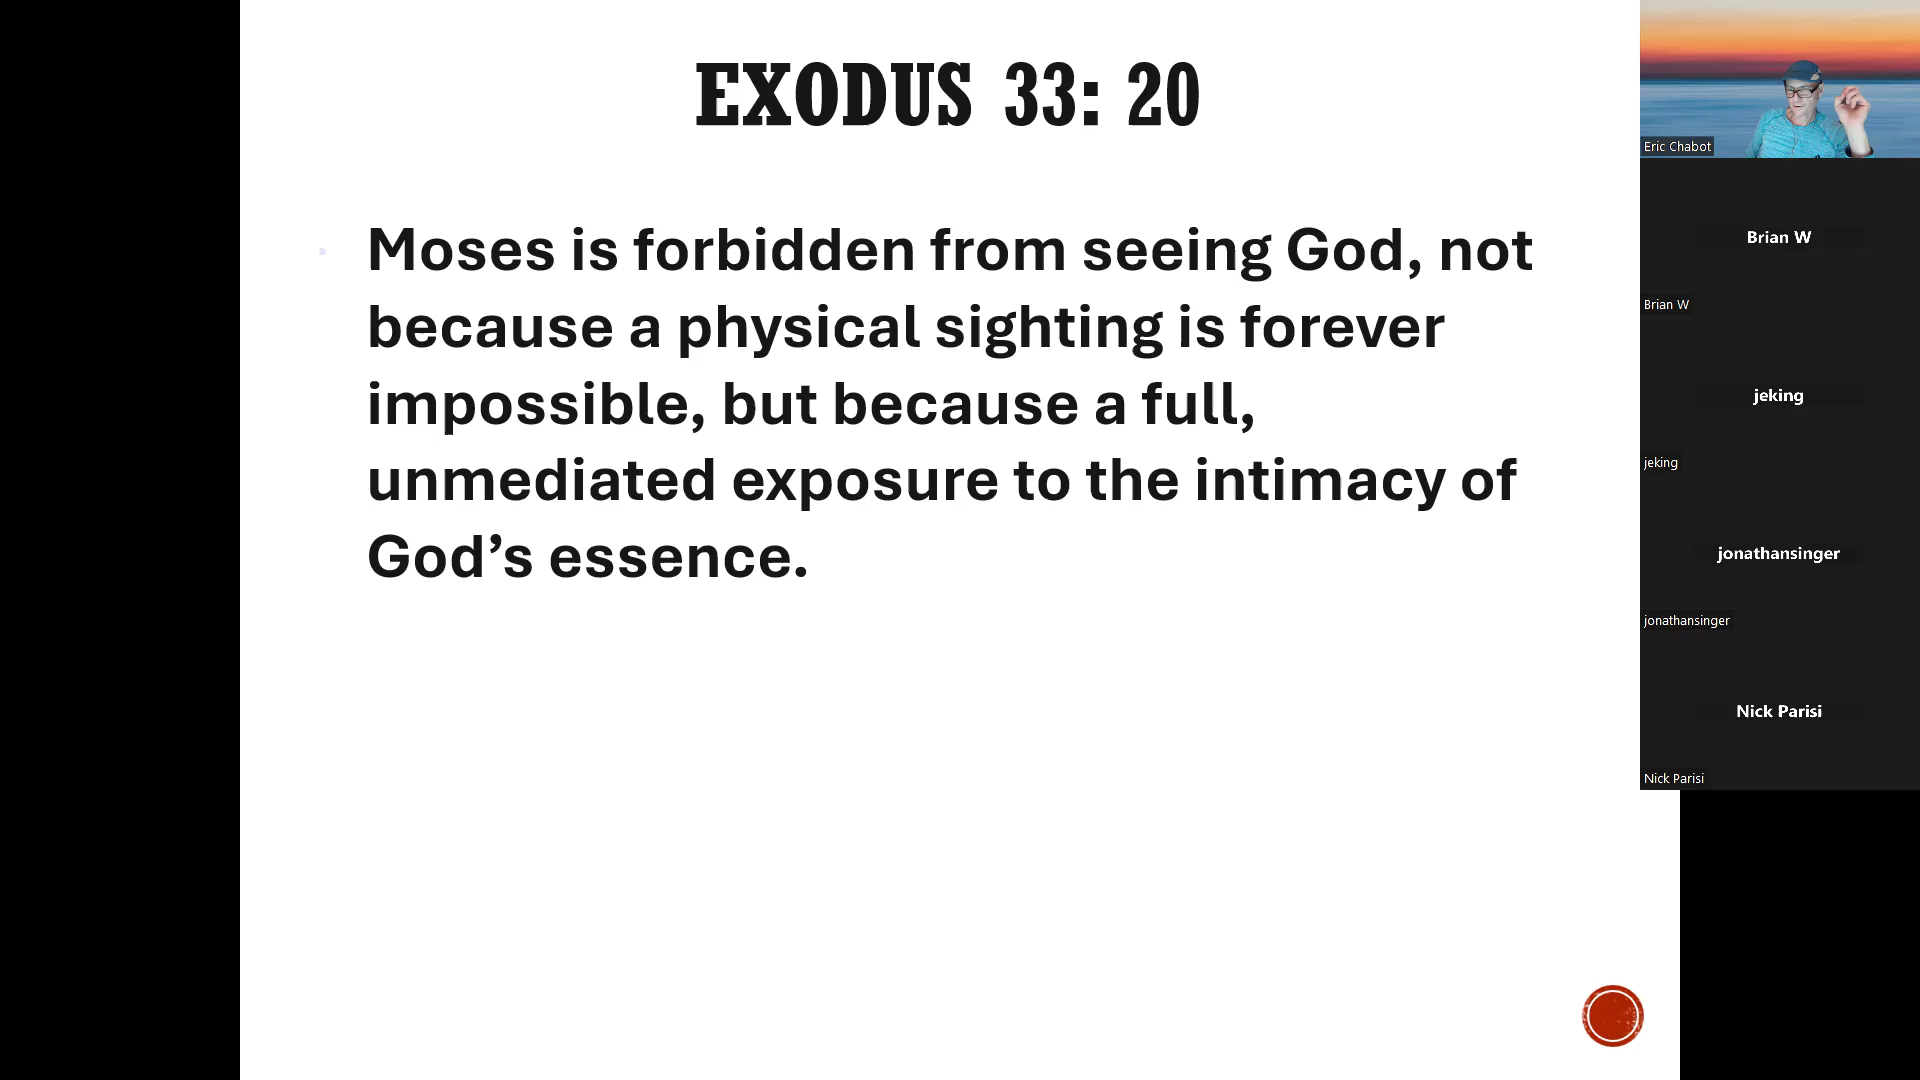 EXODUS 33: 20
Moses is forbidden from seeing God, not
because a physical sighting is forever
impossible, but because a full,
unmediated exposure to the intimacy of
God’s essence.
Eric Chabot
Brian W
Brian W
jeking
jeking
jonathansinger
jonathansinger
Nick Parisi
Nick Parisi